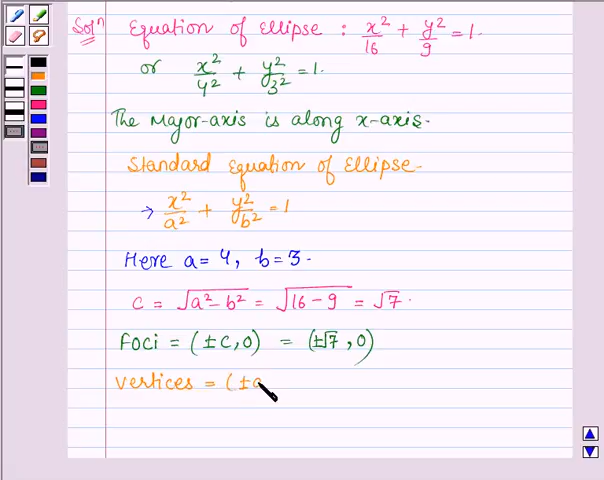 Solⁿ Equation of Ellipse : x²/16 + y²/9 = 1.
or x²/4² + y²/3² = 1.
The Major-axis is along x-axis.
Standard Equation of Ellipse-
→ x²/a² + y²/b² = 1
Here a = 4, b = 3.
c = √(a² – b²) = √(16 – 9) = √7.
Foci = (±c, 0) = (±√7, 0)
Vertices = (±a